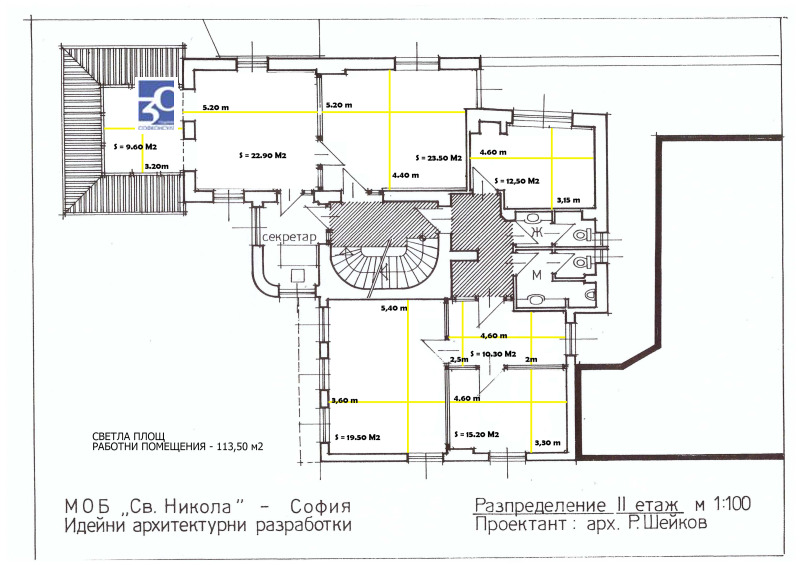 30
ГОДИНИ
СОФКОНСУЛ
5.20 m
5.20 m
S = 9.60 M2
3.20m
S = 22.90 M2
S = 23.50 M2
4.40 m
4.60 m
S = 12,50 M2
3,15 m
секретар
Ж
М
5,40 m
4,60 m
S = 10.30 M2
2,5m
2m
3,60 m
4.60 m
S = 19.50 M2
S = 15.20 M2
3,30 m
СВЕТЛА ПЛОЩ
РАБОТНИ ПОМЕЩЕНИЯ - 113,50 м2
МОБ „Св. Никола" - София
Идейни архитектурни разработки
Разпределение II етаж м 1:100
Проектант: арх. Р.Шейков